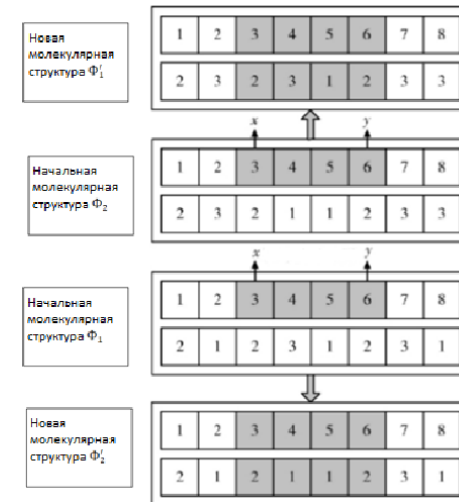 Новая
молекулярная
структура Φ′₁
1 2 3 4 5 6 7 8
2 3 2 3 1 2 3 3
x y
Начальная
молекулярная
структура Φ₂
1 2 3 4 5 6 7 8
2 3 2 1 1 2 3 3
x y
Начальная
молекулярная
структура Φ₁
1 2 3 4 5 6 7 8
2 1 2 3 1 2 3 1
Новая
молекулярная
структура Φ′₂
1 2 3 4 5 6 7 8
2 1 2 1 1 2 3 1